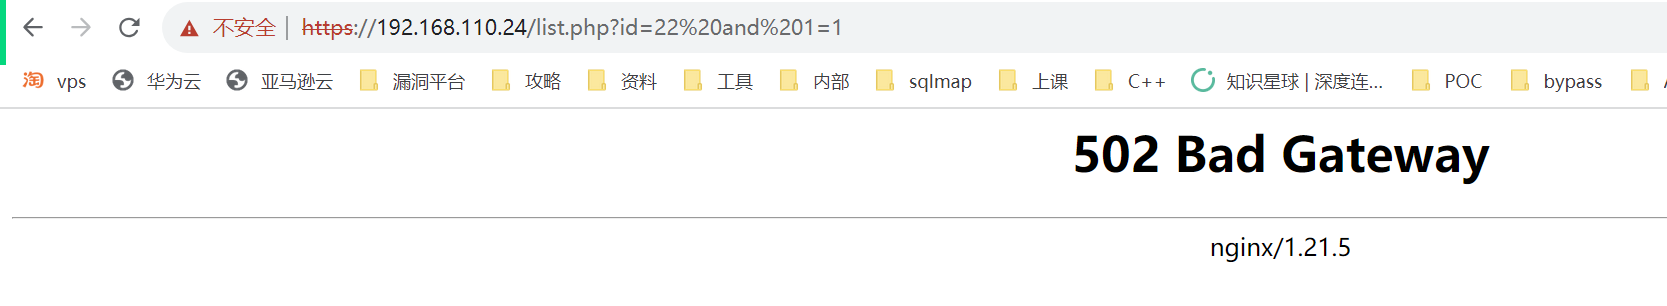 不安全 | https://192.168.110.24/list.php?id=22%20and%201=1
淘 vps 华为云 亚马逊云 漏洞平台 攻略 资料 工具 内部 sqlmap 上课 C++ 知识星球 | 深度连... POC bypass
502 Bad Gateway
nginx/1.21.5